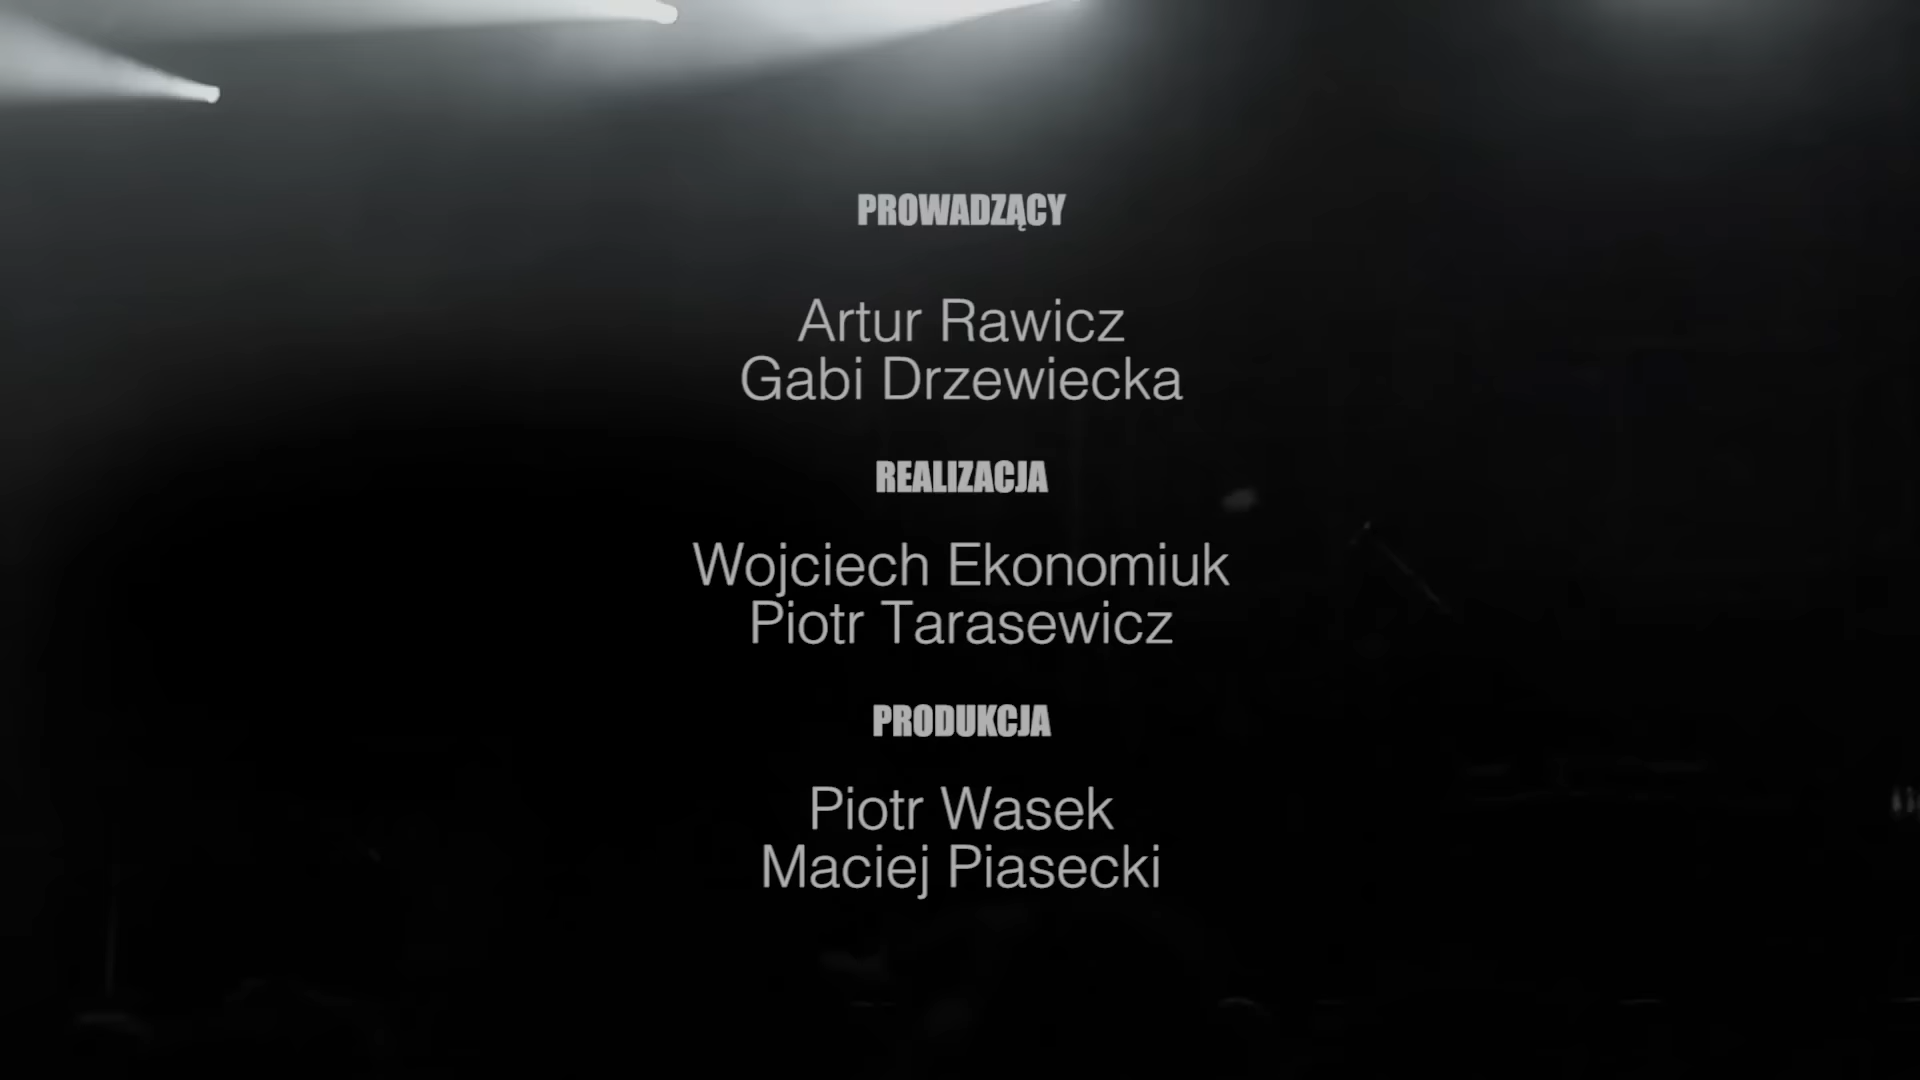 PROWADZĄCY
Artur Rawicz
Gabi Drzewiecka
REALIZACJA
Wojciech Ekonomiuk
Piotr Tarasewicz
PRODUKCJA
Piotr Wasek
Maciej Piasecki